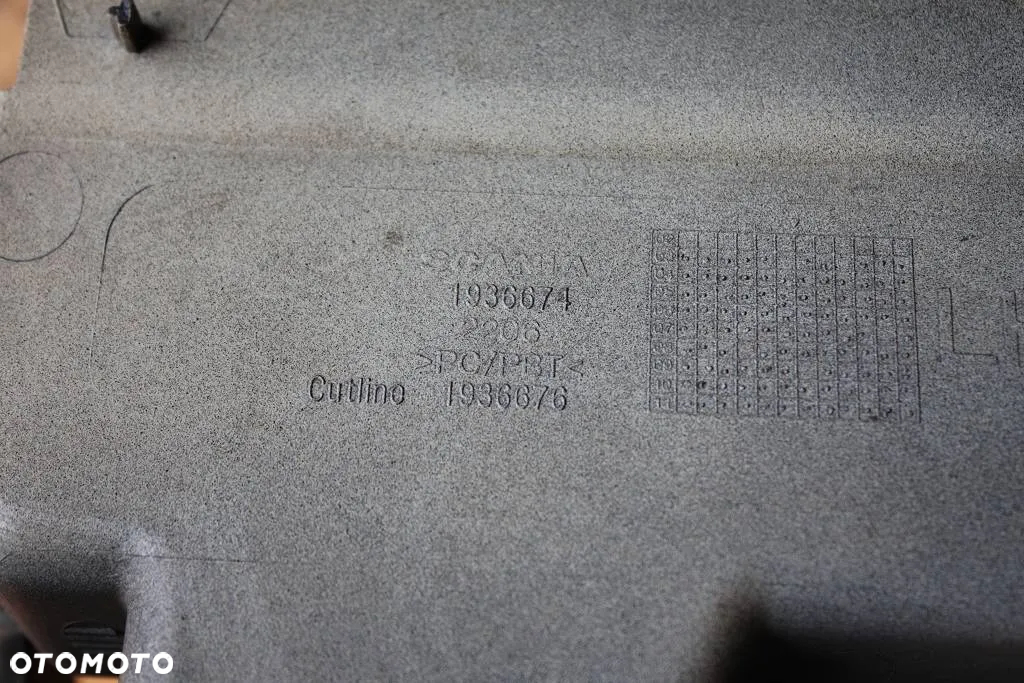 SCANIA
1936674
2206
>PC/PBT<
Cutline 1936676
OTOMOTO